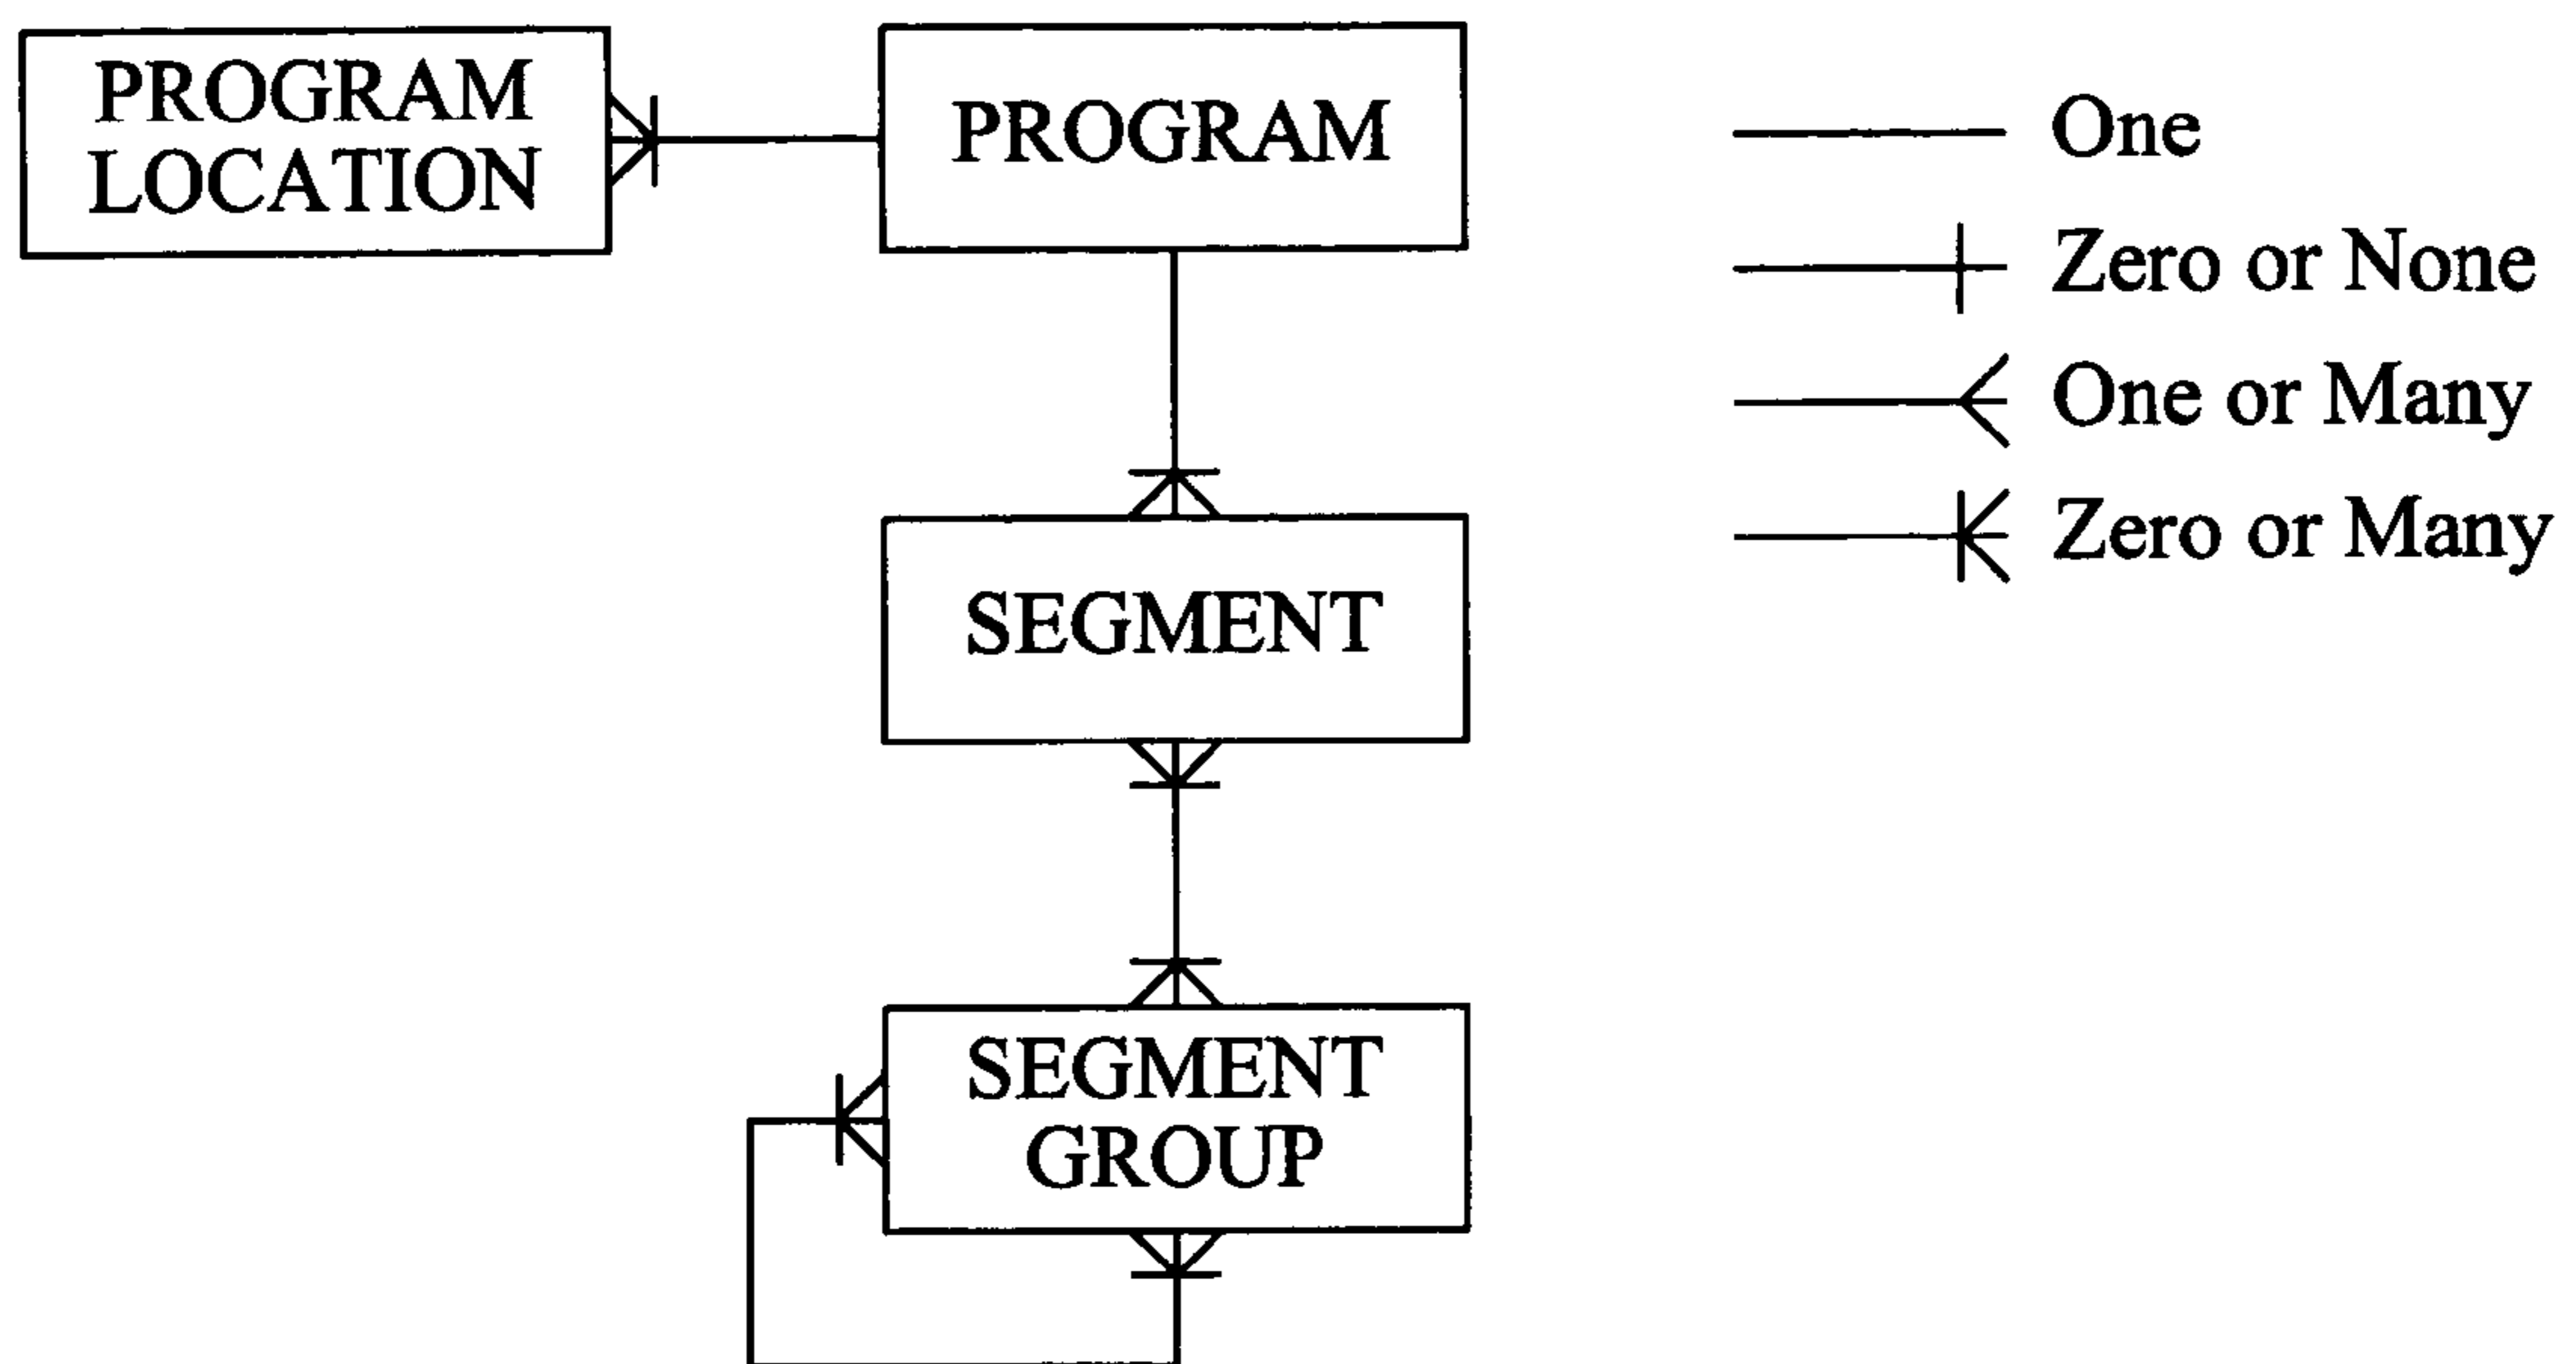 PROGRAM
LOCATION
PROGRAM
One
Zero or None
One or Many
Zero or Many
SEGMENT
SEGMENT
GROUP